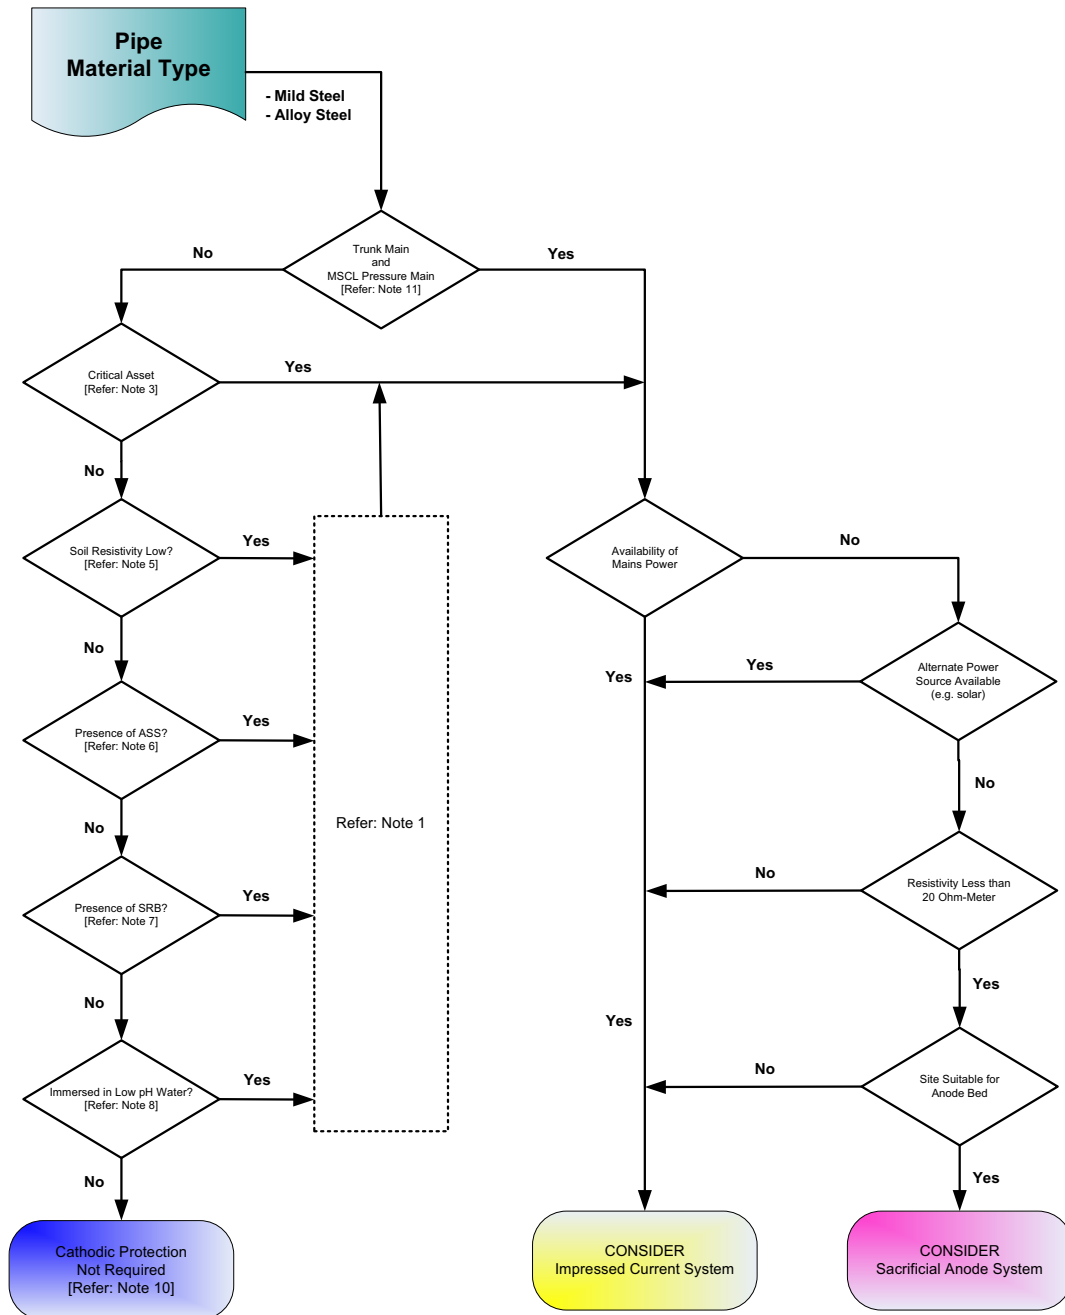 Pipe
Material Type
- Mild Steel
- Alloy Steel
Trunk Main
and
MSCL Pressure Main
[Refer: Note 11]
No
Yes
Critical Asset
[Refer: Note 3]
Yes
No
Soil Resistivity Low?
[Refer: Note 5]
Yes
No
Availability of
Mains Power
No
Yes
Alternate Power
Source Available
(e.g. solar)
Yes
No
Presence of ASS?
[Refer: Note 6]
Yes
No
Refer: Note 1
Resistivity Less than
20 Ohm-Meter
No
Yes
Presence of SRB?
[Refer: Note 7]
Yes
No
Yes
Site Suitable for
Anode Bed
No
Yes
Immersed in Low pH Water?
[Refer: Note 8]
Yes
No
Cathodic Protection
Not Required
[Refer: Note 10]
CONSIDER
Impressed Current System
CONSIDER
Sacrificial Anode System